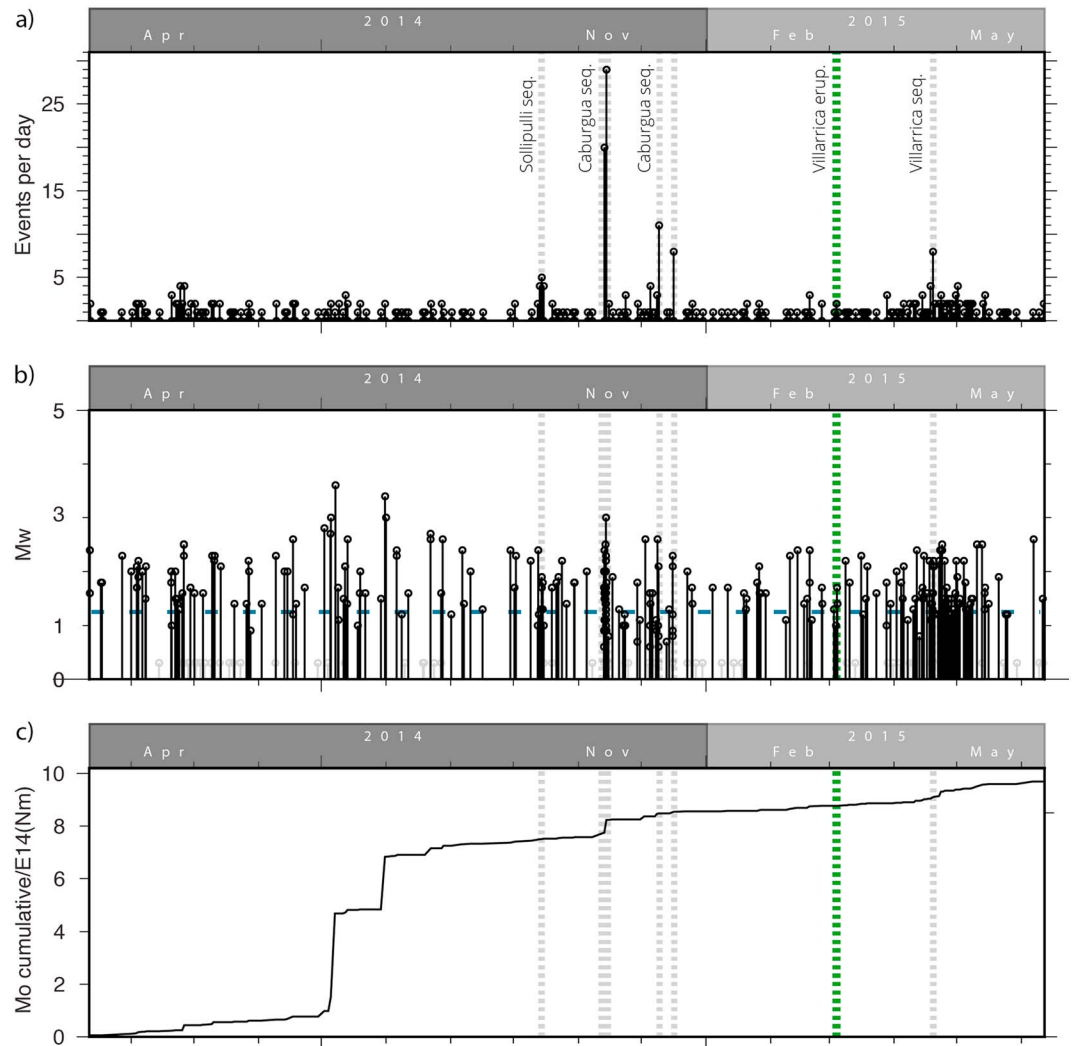 a)
2014
2015
Apr
Nov
Feb
May
Events per day
25
15
5
Sollipulli seq.
Caburgua seq.
Caburgua seq.
Villarrica erup.
Villarrica seq.
b)
2014
2015
Apr
Nov
Feb
May
Mw
5
3
1
0
c)
2014
2015
Apr
Nov
Feb
May
Mo cumulative/E14(Nm)
10
8
6
4
2
0